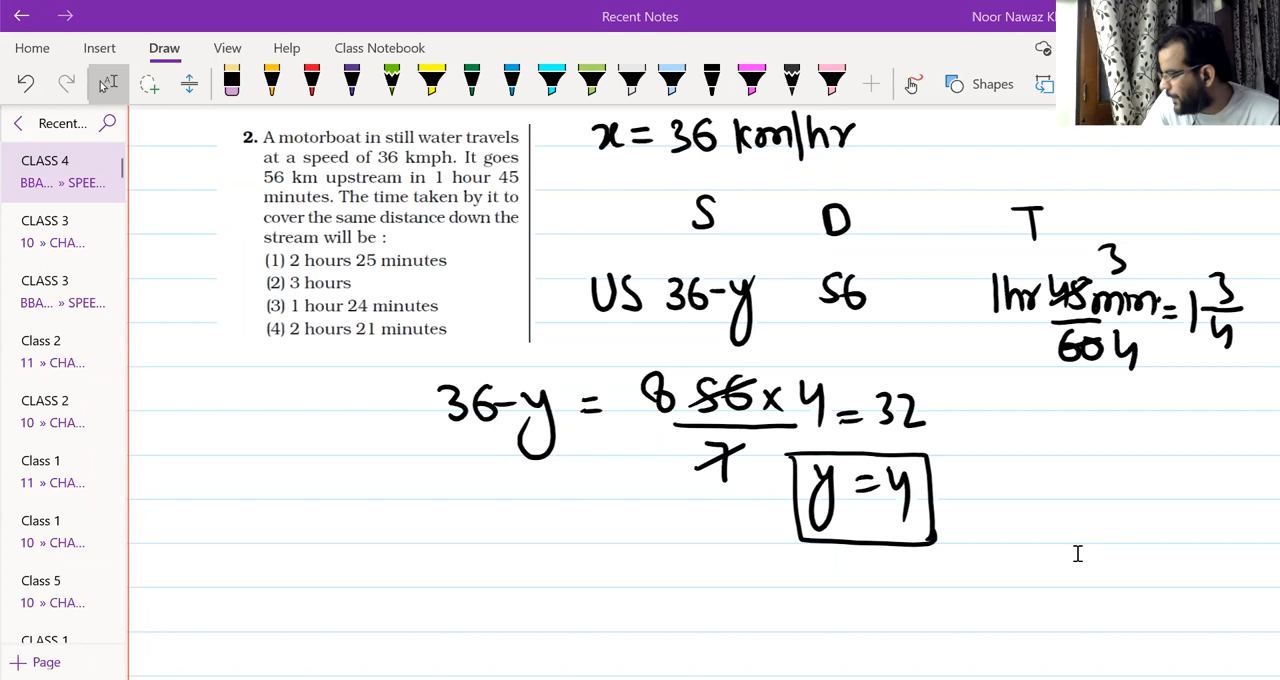 Recent Notes
Noor Nawaz K
Home Insert Draw View Help Class Notebook
Shapes
Recent...
CLASS 4
BBA... » SPEE...
CLASS 3
10 » CHA...
CLASS 3
BBA... » SPEE...
Class 2
11 » CHA...
CLASS 2
10 » CHA...
Class 1
11 » CHA...
Class 1
10 » CHA...
Class 5
10 » CHA...
CLASS 1
+ Page
2. A motorboat in still water travels
at a speed of 36 kmph. It goes
56 km upstream in 1 hour 45
minutes. The time taken by it to
cover the same distance down the
stream will be :
(1) 2 hours 25 minutes
(2) 3 hours
(3) 1 hour 24 minutes
(4) 2 hours 21 minutes
x = 36 km/hr
S D T
3
US 36-y 56 1hr 45 min = 1 3/4
60 4
36-y = 8 56 x 4 = 32
7
y = 4